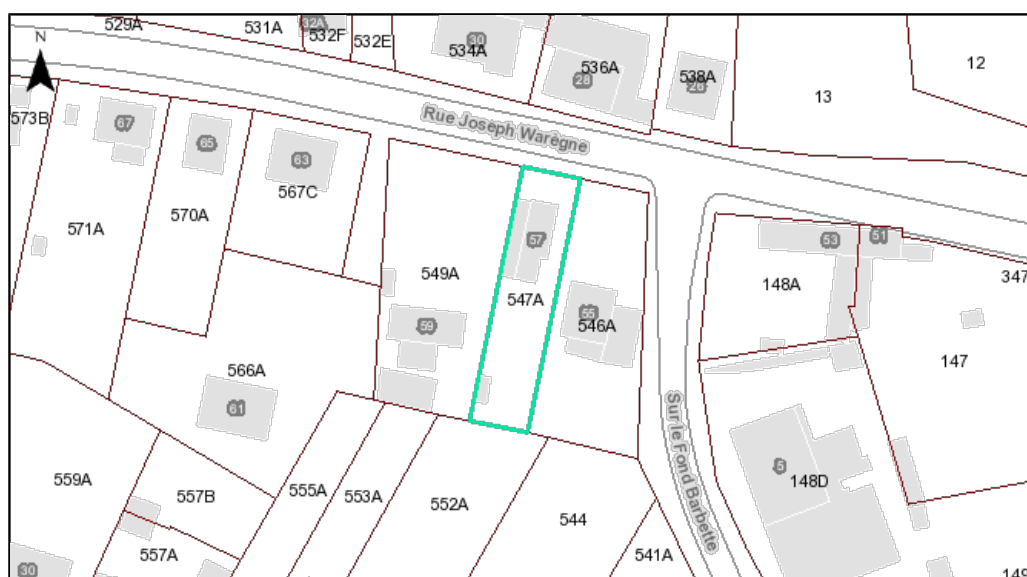 529A
531A
32A
532F
532E
30
534A
28
536A
26
538A
13
12
N
573B
67
65
63
567C
Rue Joseph Warègne
571A
570A
549A
57
547A
59
55
546A
53
51
148A
347
147
566A
61
Sur le Fond Barbette
5
148D
559A
557B
555A
553A
552A
544
541A
557A
30
149